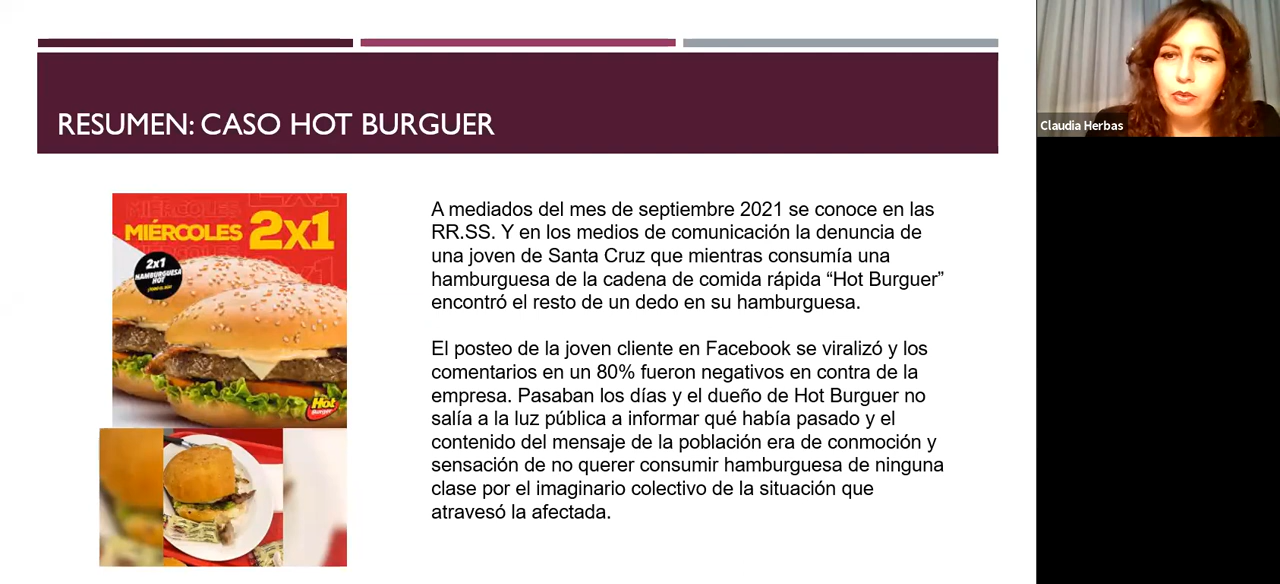 RESUMEN: CASO HOT BURGUER
Claudia Herbas
MIÉRCOLES
2X1
MIÉRCOLES 2x1
2x1
HAMBURGUESA
HOT
Hot
Burger
A mediados del mes de septiembre 2021 se conoce en las
RR.SS. Y en los medios de comunicación la denuncia de
una joven de Santa Cruz que mientras consumía una
hamburguesa de la cadena de comida rápida “Hot Burguer”
encontró el resto de un dedo en su hamburguesa.
El posteo de la joven cliente en Facebook se viralizó y los
comentarios en un 80% fueron negativos en contra de la
empresa. Pasaban los días y el dueño de Hot Burguer no
salía a la luz pública a informar qué había pasado y el
contenido del mensaje de la población era de conmoción y
sensación de no querer consumir hamburguesa de ninguna
clase por el imaginario colectivo de la situación que
atravesó la afectada.